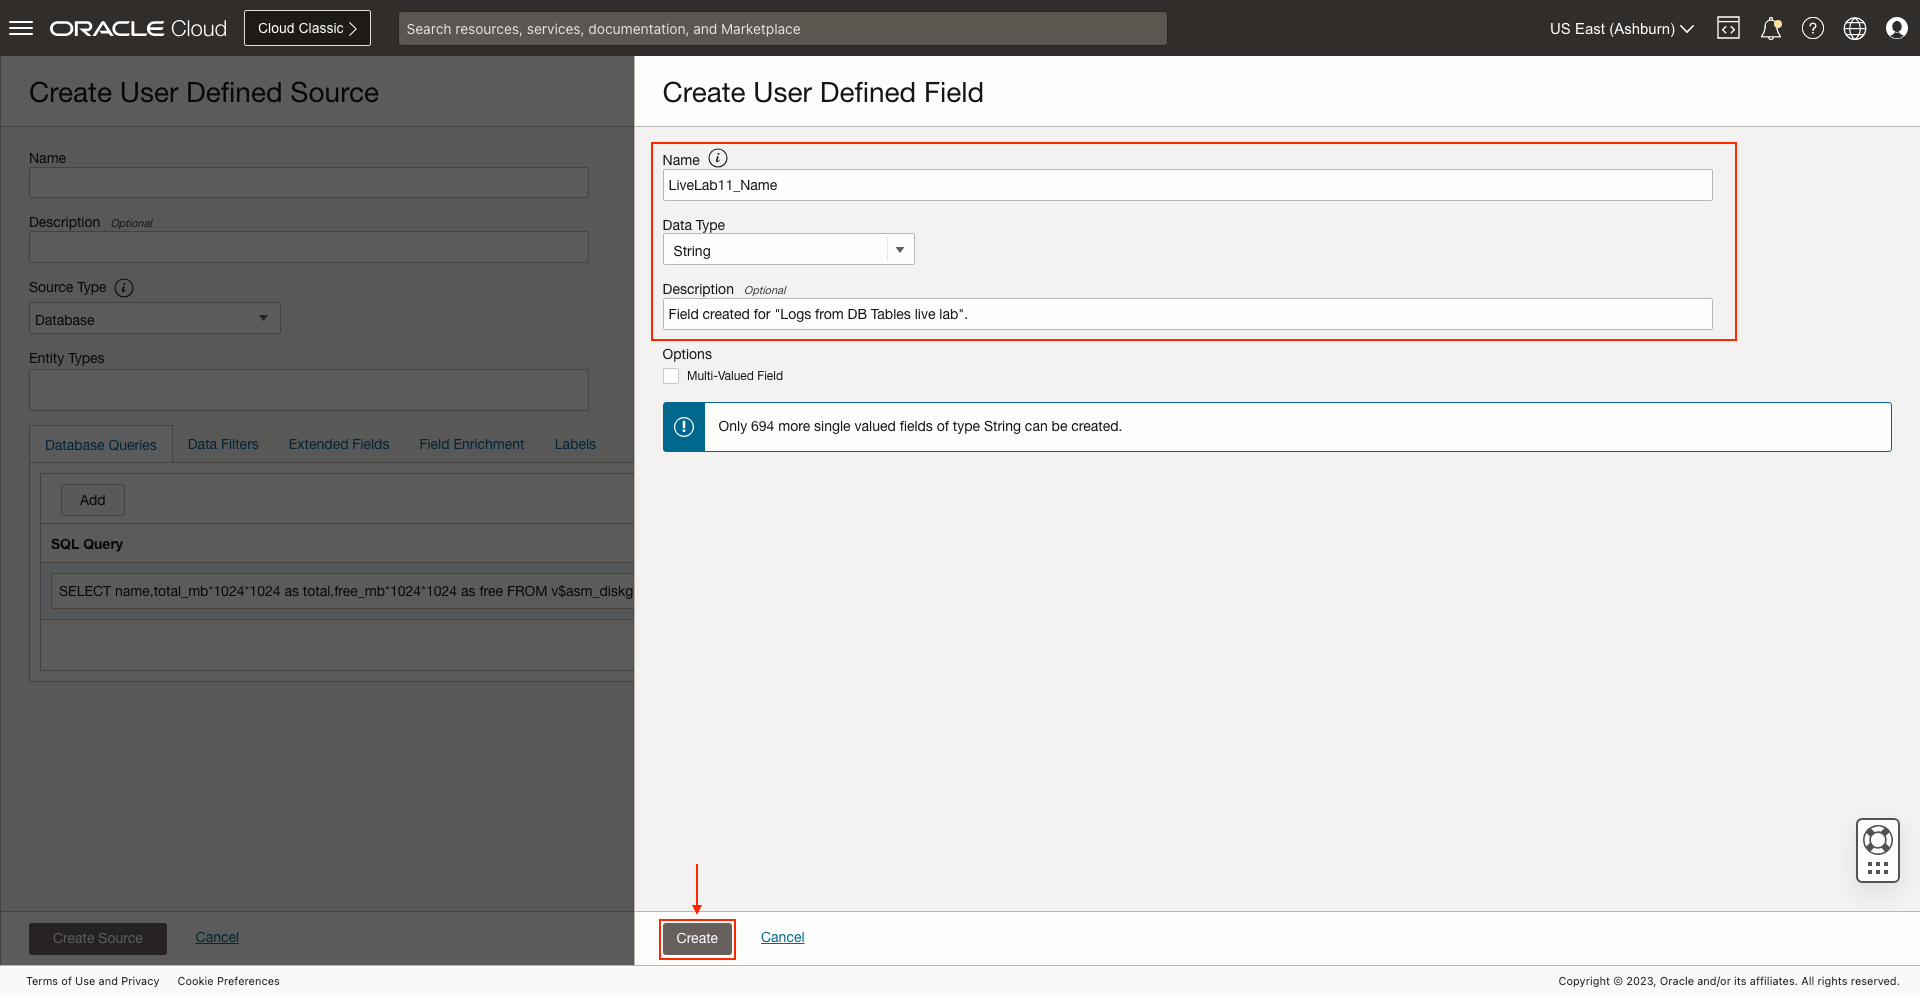 ORACLE Cloud
Cloud Classic
Search resources, services, documentation, and Marketplace
US East (Ashburn)
Create User Defined Source
Name
Description Optional
Source Type
Database
Entity Types
Database Queries Data Filters Extended Fields Field Enrichment Labels
Add
SQL Query
SELECT name,total_mb*1024*1024 as total,free_mb*1024*1024 as free FROM v$asm_diskg
Create Source Cancel
Create User Defined Field
Name
LiveLab11_Name
Data Type
String
Description Optional
Field created for "Logs from DB Tables live lab".
Options
Multi-Valued Field
Only 694 more single valued fields of type String can be created.
Create Cancel
Terms of Use and Privacy Cookie Preferences
Copyright © 2023, Oracle and/or its affiliates. All rights reserved.